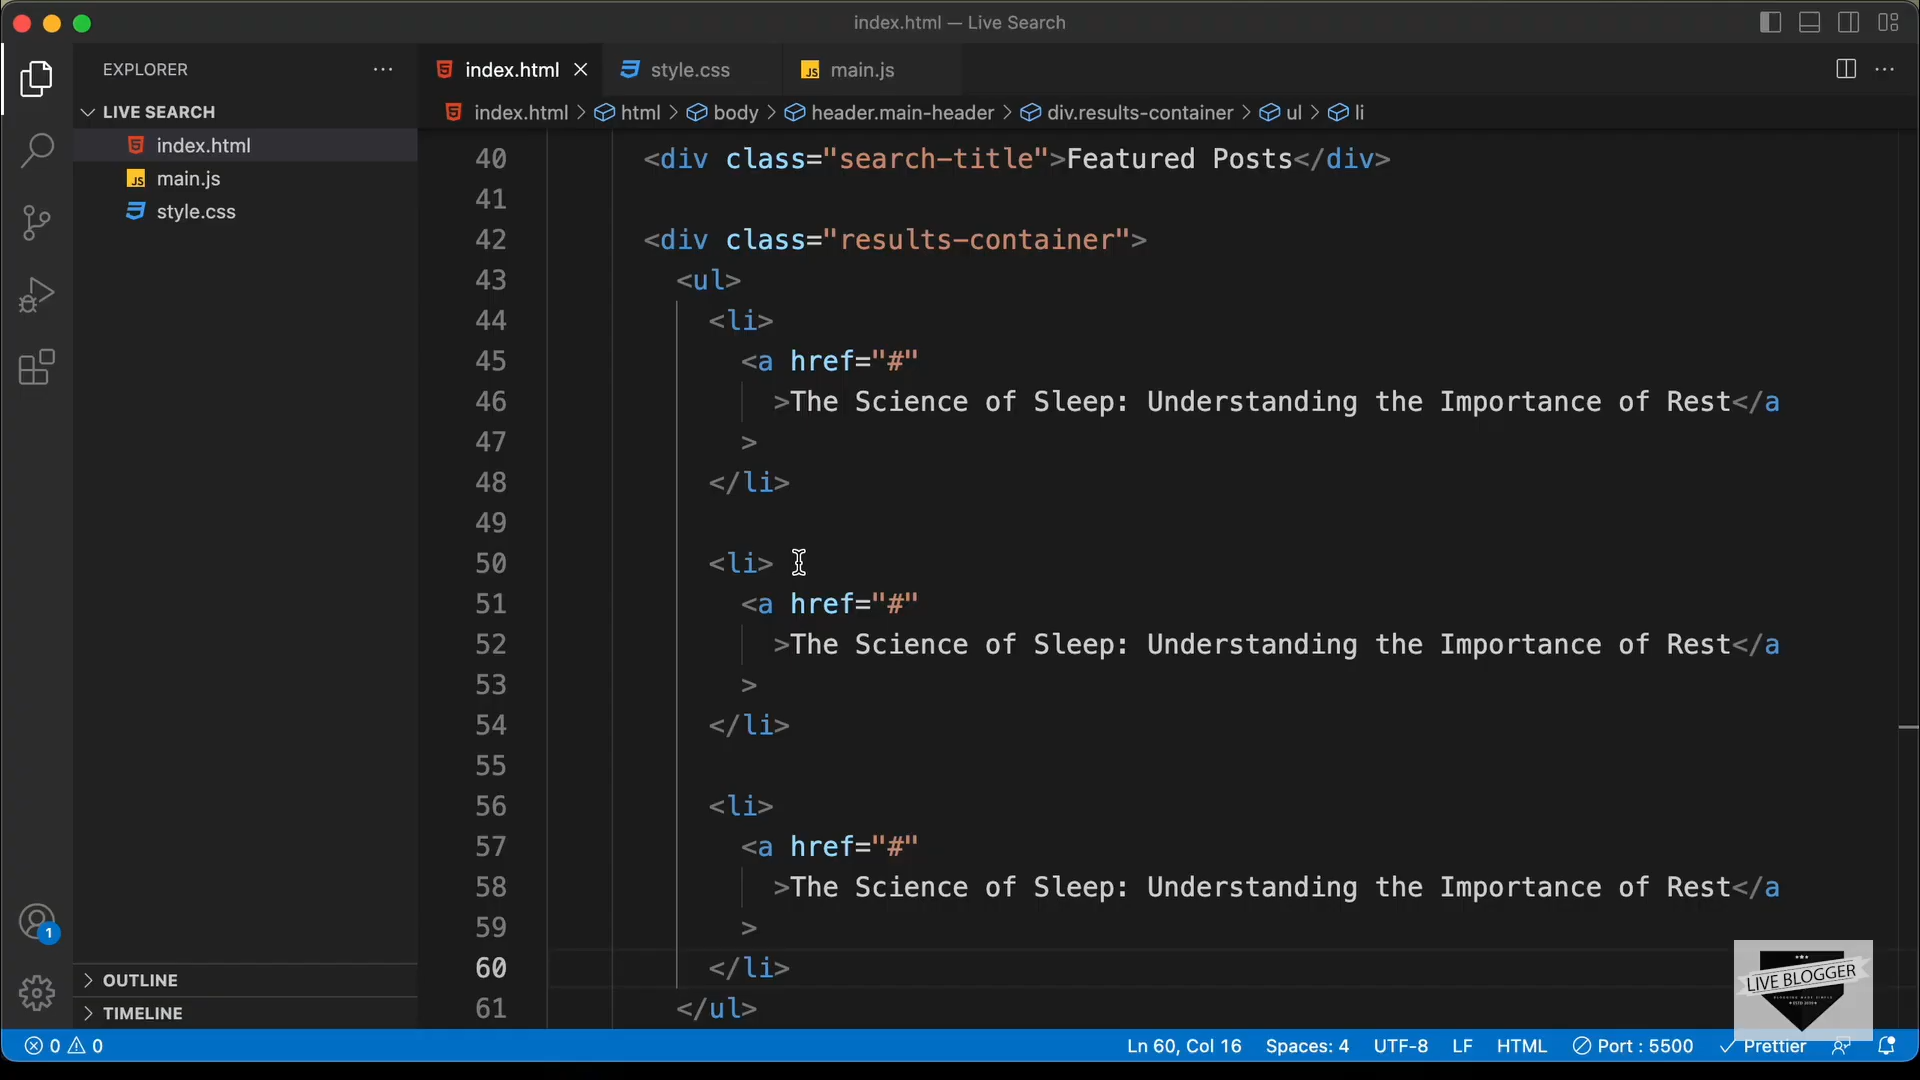 index.html — Live Search
EXPLORER
LIVE SEARCH
index.html
main.js
style.css
OUTLINE
TIMELINE
index.html style.css main.js
index.html > html > body > header.main-header > div.results-container > ul > li
40 <div class="search-title">Featured Posts</div>
41
42 <div class="results-container">
43 <ul>
44 <li>
45 <a href="#"
46 >The Science of Sleep: Understanding the Importance of Rest</a
47 >
48 </li>
49
50 <li>
51 <a href="#"
52 >The Science of Sleep: Understanding the Importance of Rest</a
53 >
54 </li>
55
56 <li>
57 <a href="#"
58 >The Science of Sleep: Understanding the Importance of Rest</a
59 >
60 </li>
61 </ul>
1
LIVE BLOGGER
0 0 Ln 60, Col 16 Spaces: 4 UTF-8 LF HTML Port : 5500 Prettier